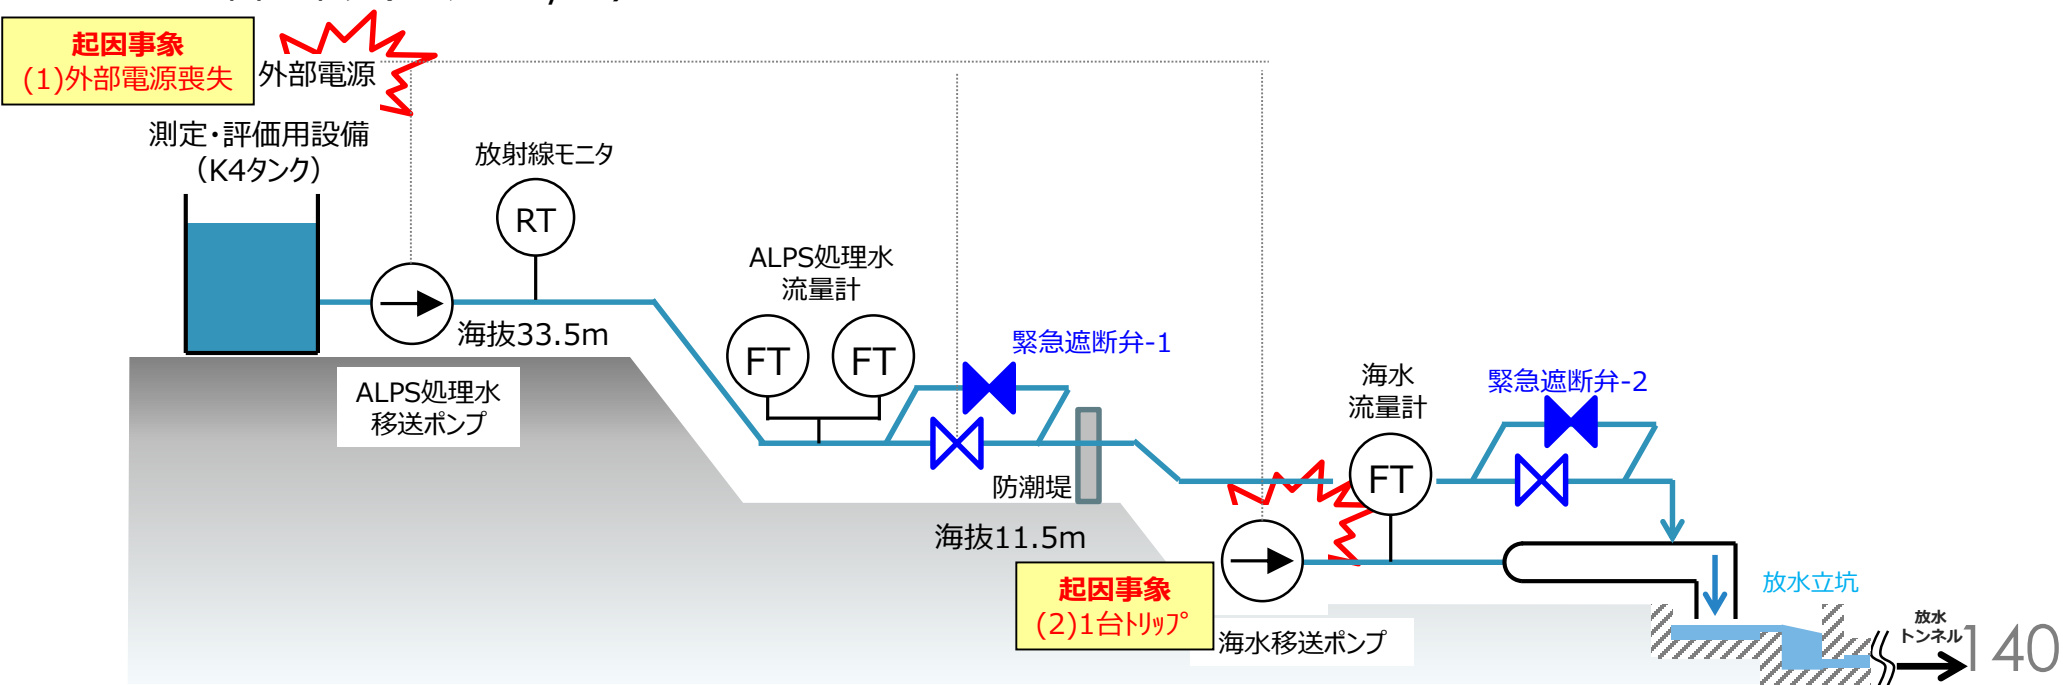 起因事象
(1)外部電源喪失
外部電源
測定・評価用設備
（K4タンク）
放射線モニタ
RT
海抜33.5m
ALPS処理水
移送ポンプ
ALPS処理水
流量計
FT
FT
緊急遮断弁-1
防潮堤
海抜11.5m
海水
流量計
FT
緊急遮断弁-2
起因事象
(2)1台ﾄﾘｯﾌﾟ
海水移送ポンプ
放水立坑
放水
トンネル
140